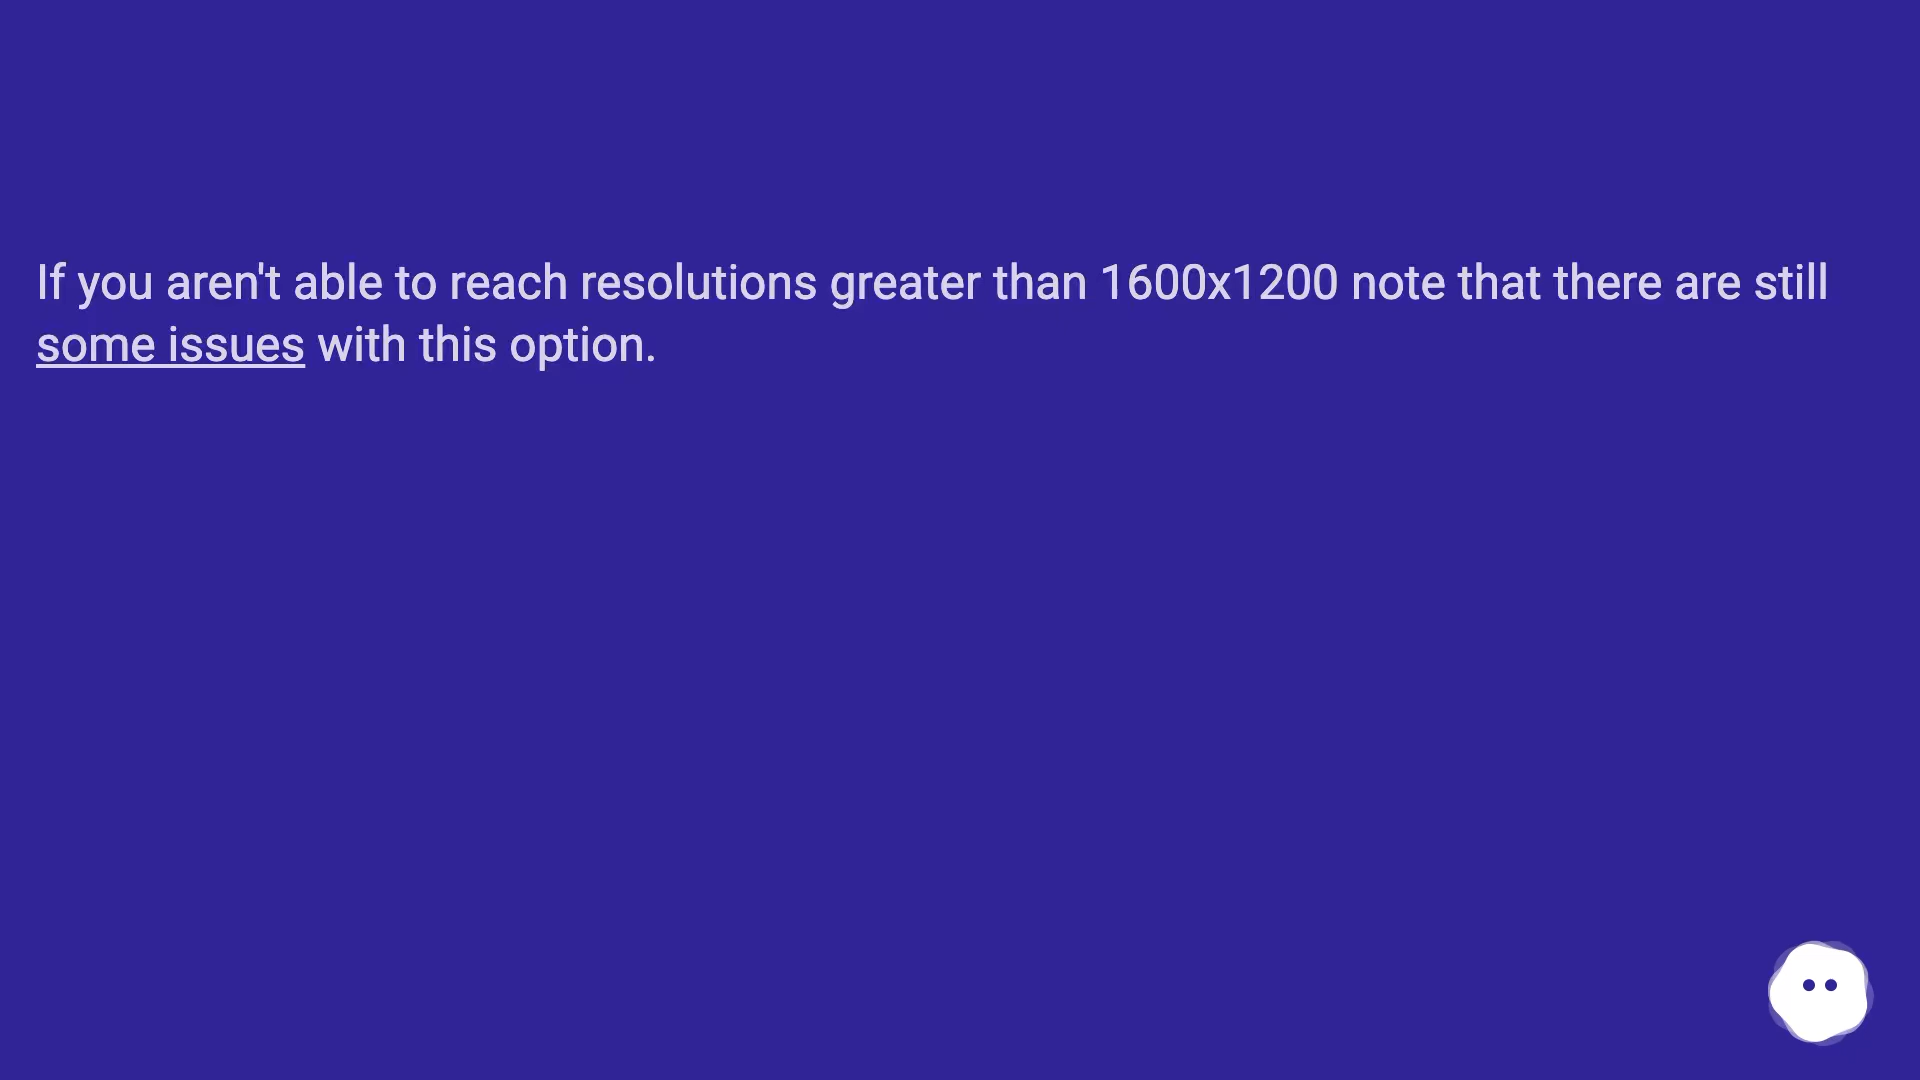 If you aren't able to reach resolutions greater than 1600x1200 note that there are still
some issues with this option.